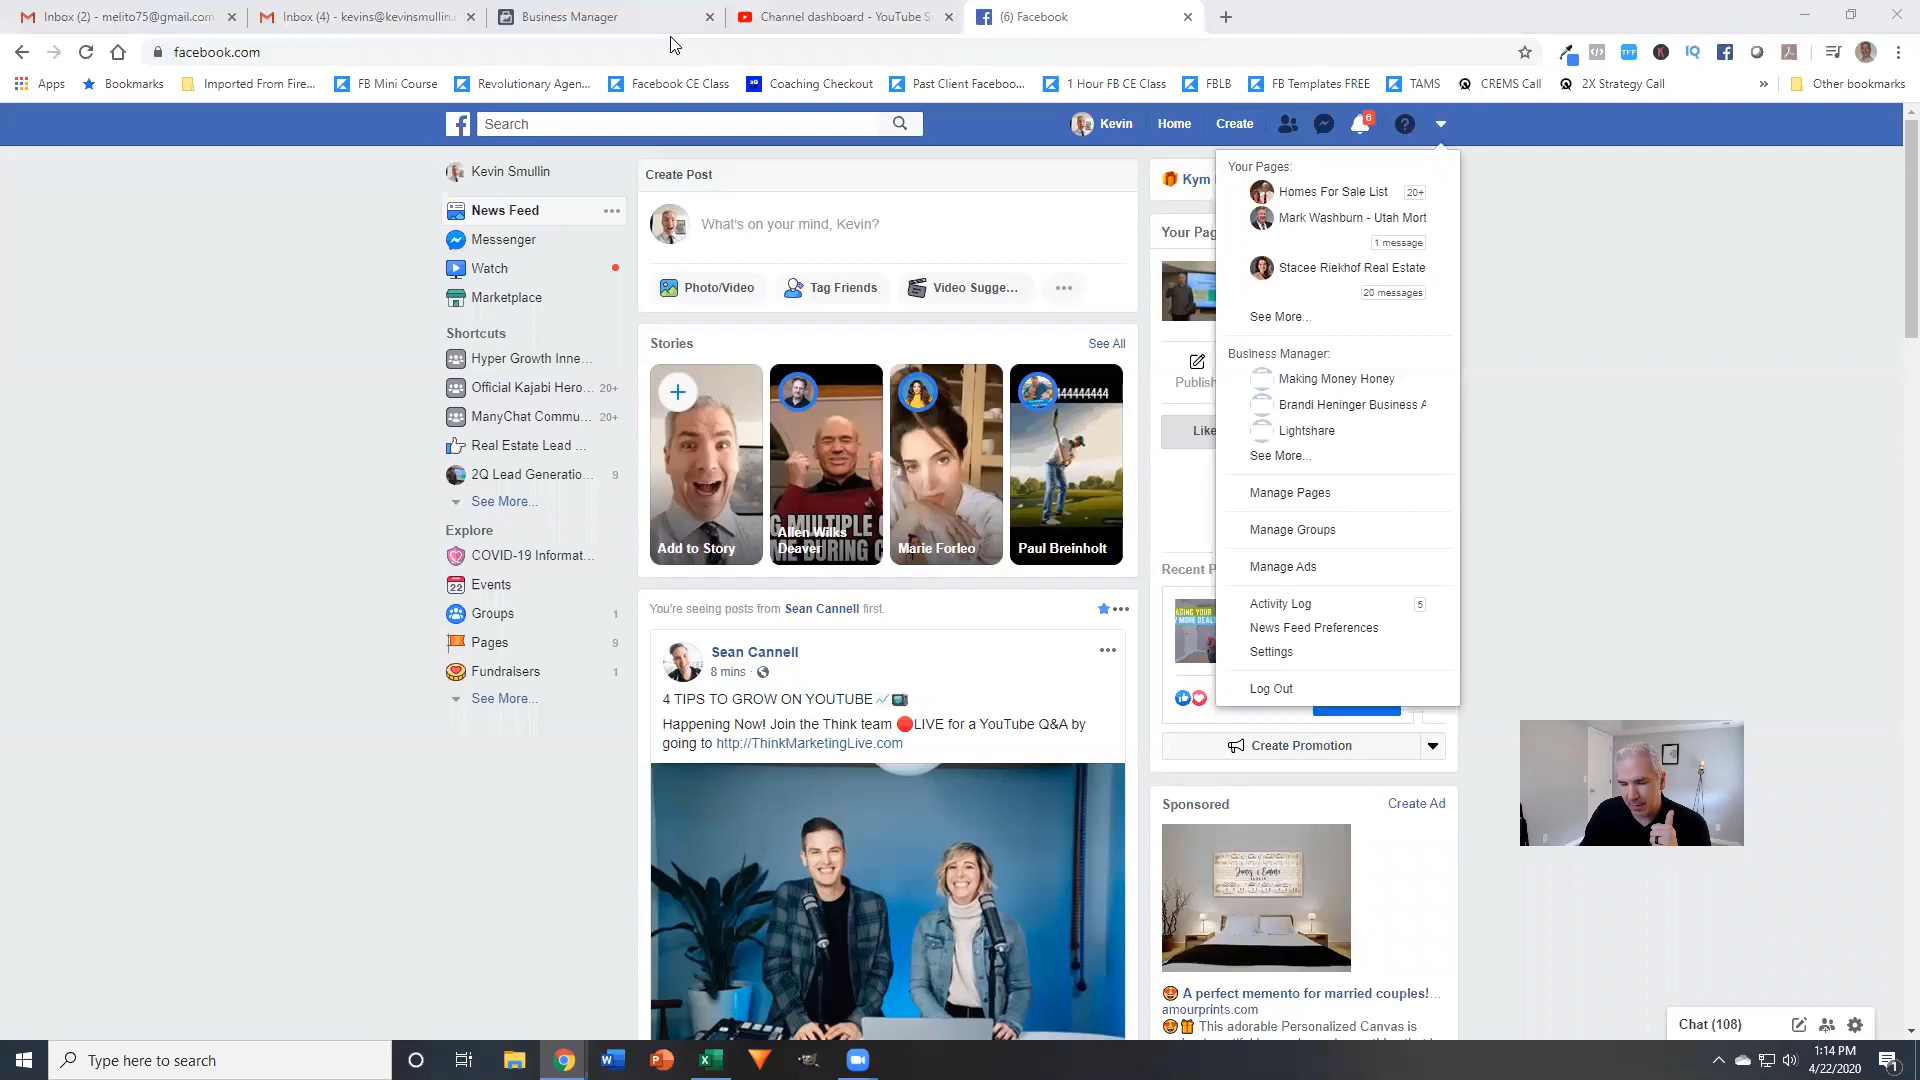 Inbox (2) - melito75@gmail.com
Inbox (4) - kevins@kevinsmullin.
Business Manager
Channel dashboard - YouTube S
(6) Facebook
facebook.com
Apps
Bookmarks
Imported From Fire...
FB Mini Course
Revolutionary Agen...
Facebook CE Class
Coaching Checkout
Past Client Faceboo...
1 Hour FB CE Class
FBLB
FB Templates FREE
TAMS
CREMS Call
2X Strategy Call
Other bookmarks
Search
Kevin
Home
Create
6
Kevin Smullin
News Feed
Messenger
Watch
Marketplace
Shortcuts
Hyper Growth Inne...
Official Kajabi Hero... 20+
ManyChat Commu... 20+
Real Estate Lead ...
2Q Lead Generatio... 9
See More...
Explore
COVID-19 Informat...
Events
Groups 1
Pages 9
Fundraisers 1
See More...
Create Post
What's on your mind, Kevin?
Photo/Video
Tag Friends
Video Sugge...
Stories
See All
Add to Story
Allen Wilks
Deaver
Marie Forleo
Paul Breinholt
You're seeing posts from Sean Cannell first.
Sean Cannell
8 mins
4 TIPS TO GROW ON YOUTUBE
Happening Now! Join the Think team LIVE for a YouTube Q&A by
going to http://ThinkMarketingLive.com
Kym
Your Pag
Publish
Like
Recent P
Create Promotion
Your Pages:
Homes For Sale List 20+
Mark Washburn - Utah Mort
1 message
Stacee Riekhof Real Estate
20 messages
See More...
Business Manager:
Making Money Honey
Brandi Heninger Business A
Lightshare
See More...
Manage Pages
Manage Groups
Manage Ads
Activity Log 5
News Feed Preferences
Settings
Log Out
Sponsored
Create Ad
A perfect memento for married couples!...
amourprints.com
This adorable Personalized Canvas is
Chat (108)
Type here to search
1:14 PM
4/22/2020